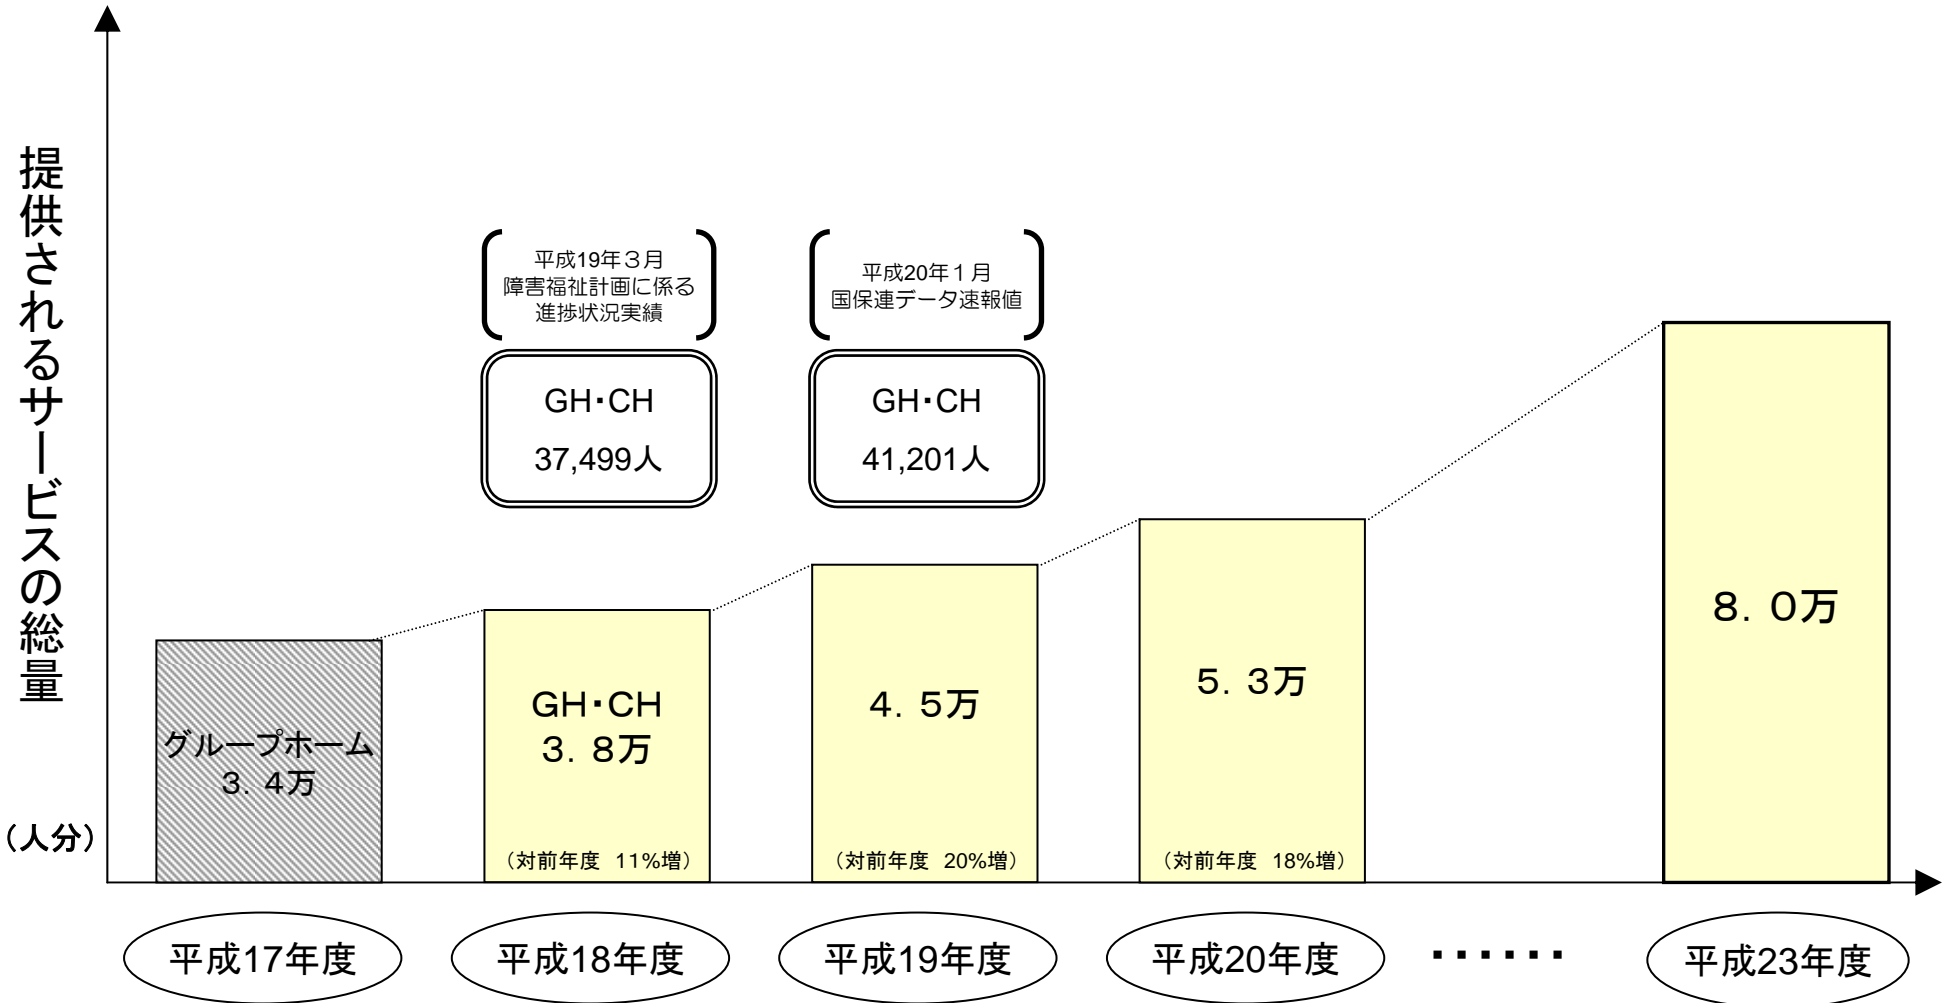 提供されるサービスの総量
（人分）
平成19年３月
障害福祉計画に係る
進捗状況実績
GH･CH
37,499人
平成20年１月
国保連データ速報値
GH･CH
41,201人
グループホーム
３．４万
GH･CH
３．８万
（対前年度　11%増）
４．５万
（対前年度　20%増）
５．３万
（対前年度　18%増）
８．０万
平成17年度
平成18年度
平成19年度
平成20年度
･･････
平成23年度